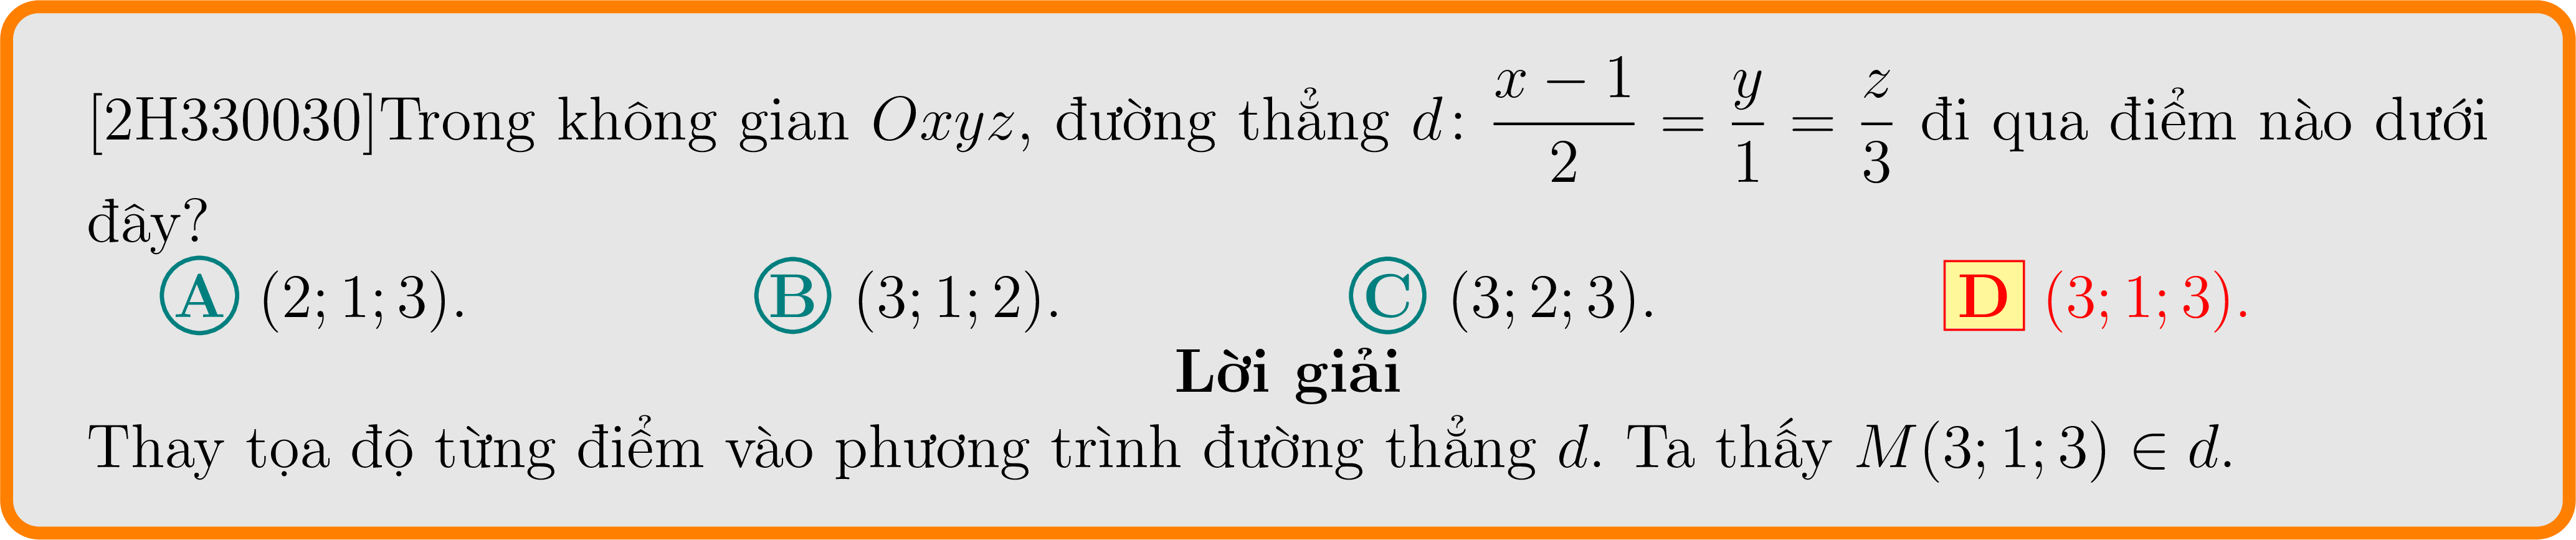 [2H330030]Trong không gian Oxyz, đường thẳng d: \frac{x − 1}{2} = \frac{y}{1} = \frac{z}{3} đi qua điểm nào dưới
đây?
A (2; 1; 3). B (3; 1; 2). C (3; 2; 3). D (3; 1; 3).
Lời giải
Thay tọa độ từng điểm vào phương trình đường thẳng d. Ta thấy M(3; 1; 3) ∈ d.